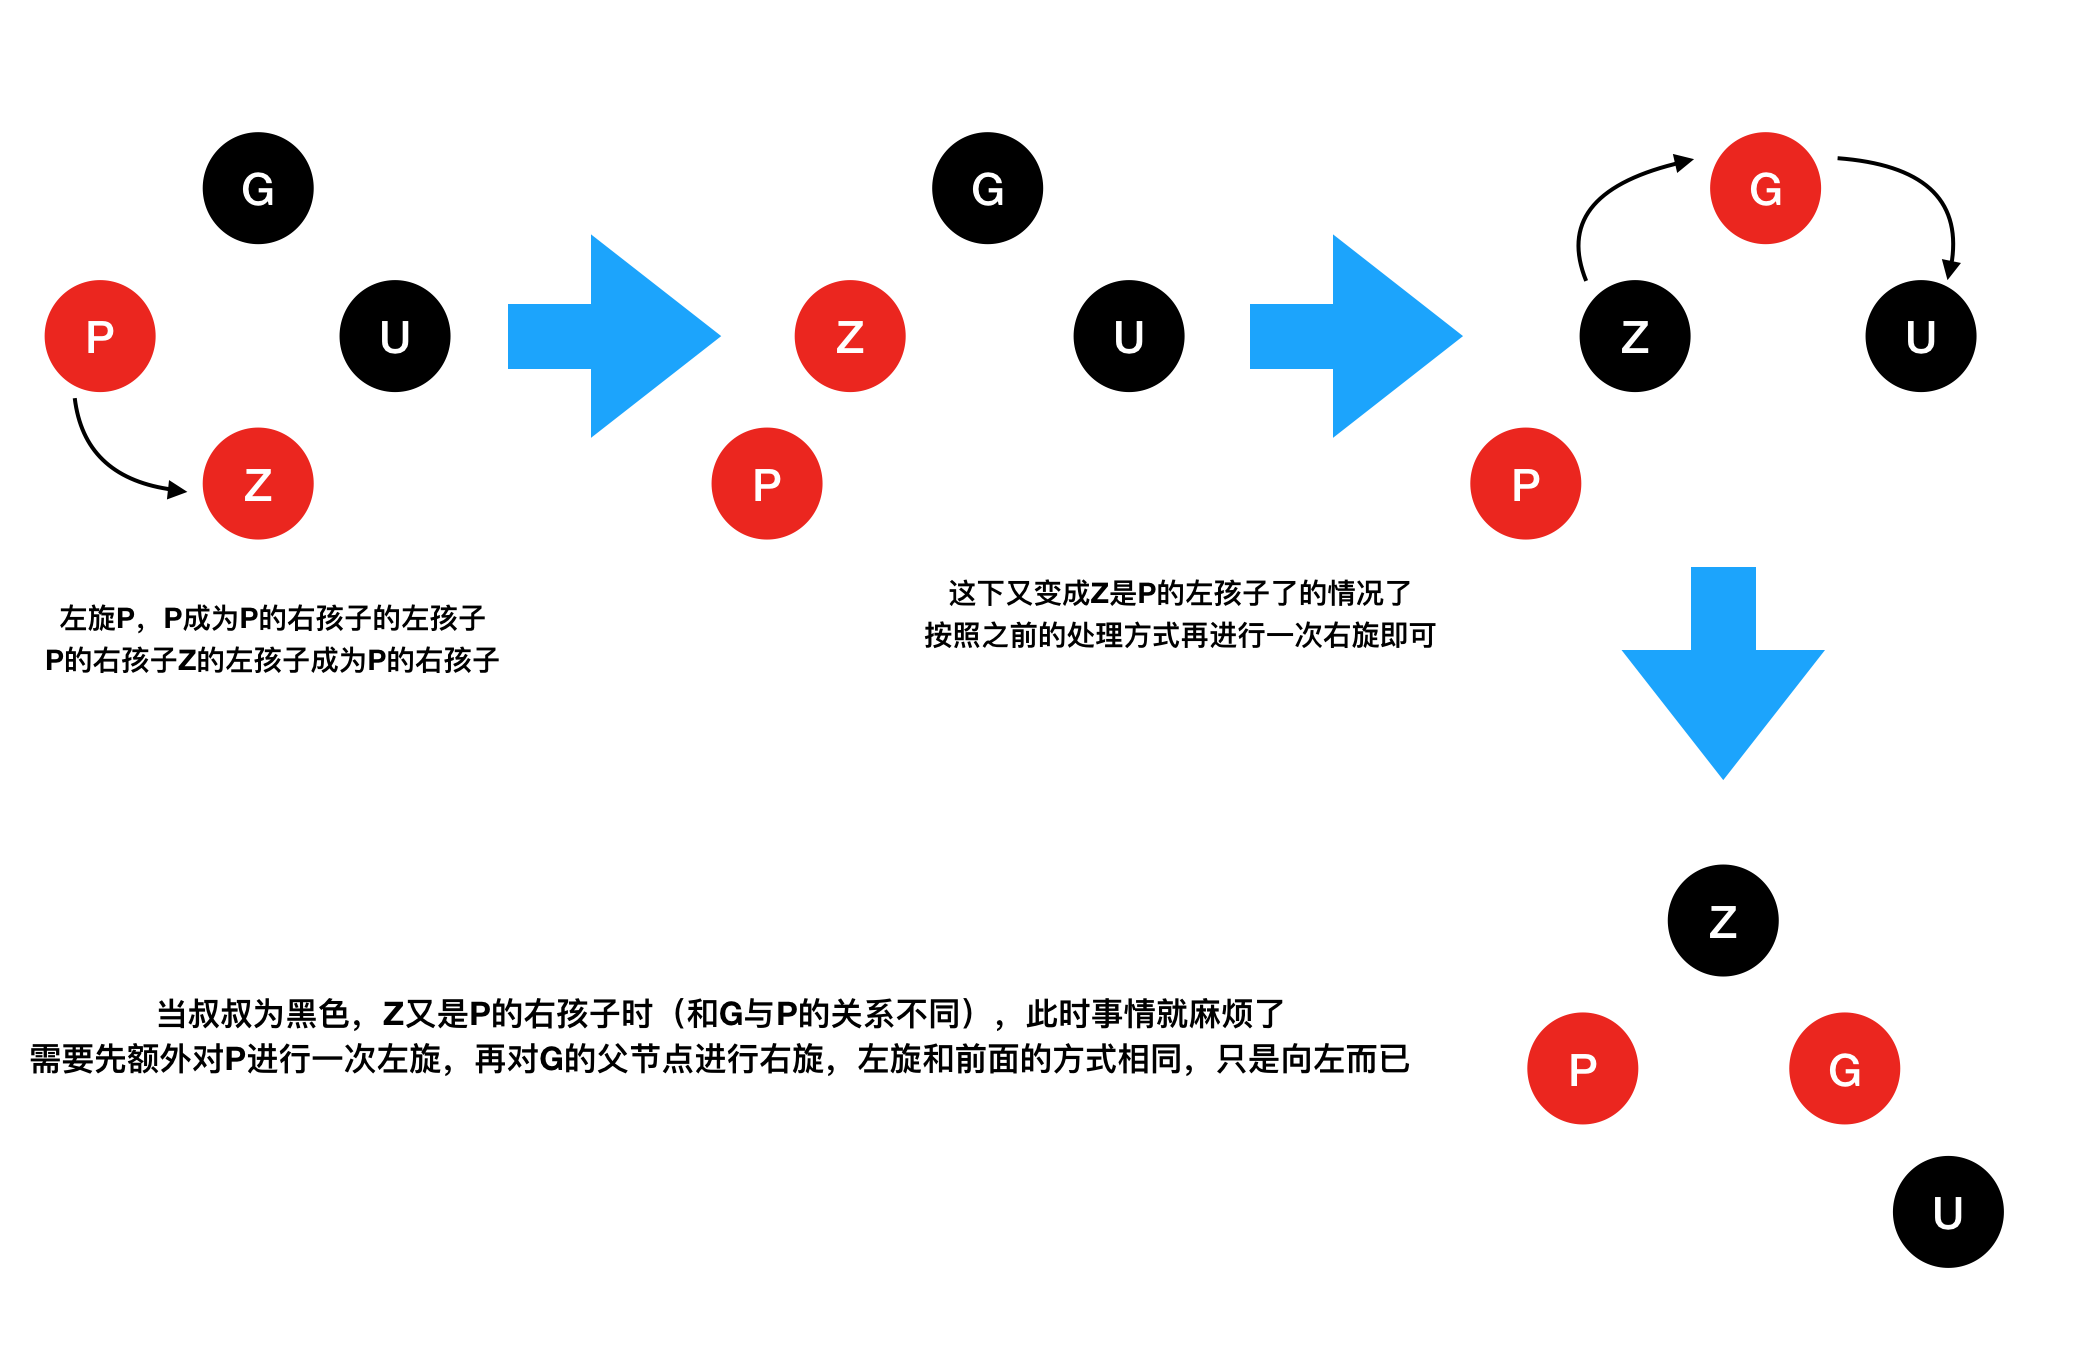 G
G
G
P
U
Z
U
Z
U
Z
P
P
左旋P，P成为P的右孩子的左孩子
P的右孩子Z的左孩子成为P的右孩子
这下又变成Z是P的左孩子了的情况了
按照之前的处理方式再进行一次右旋即可
Z
当叔叔为黑色，Z又是P的右孩子时（和G与P的关系不同），此时事情就麻烦了
需要先额外对P进行一次左旋，再对G的父节点进行右旋，左旋和前面的方式相同，只是向左而已
P
G
U